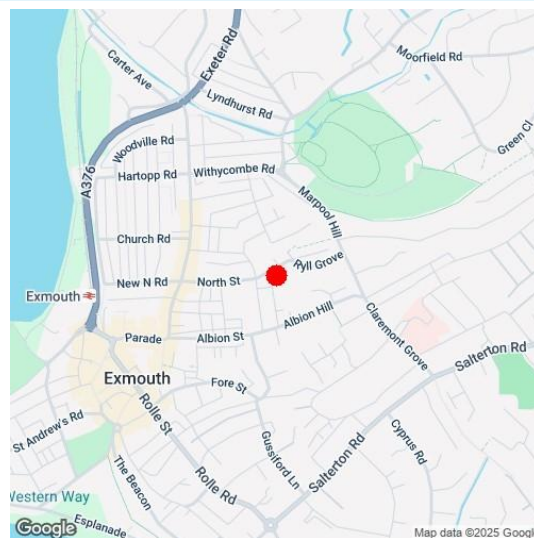 Carter Ave
Exeter Rd
Moorfield Rd
Lyndhurst Rd
Woodville Rd
Green Cl
A376
Hartopp Rd
Withycombe Rd
Marpool Hill
Church Rd
Ryll Grove
New N Rd
North St
Exmouth
Albion Hill
Claremont Grove
Parade
Albion St
Salterton Rd
Exmouth
Fore St
Rolle St
St Andrew's Rd
Gussiford Ln
Cyprus Rd
Salterton Rd
The Beacon
Rolle Rd
Western Way
Esplanade
Google
Map data ©2025 Google